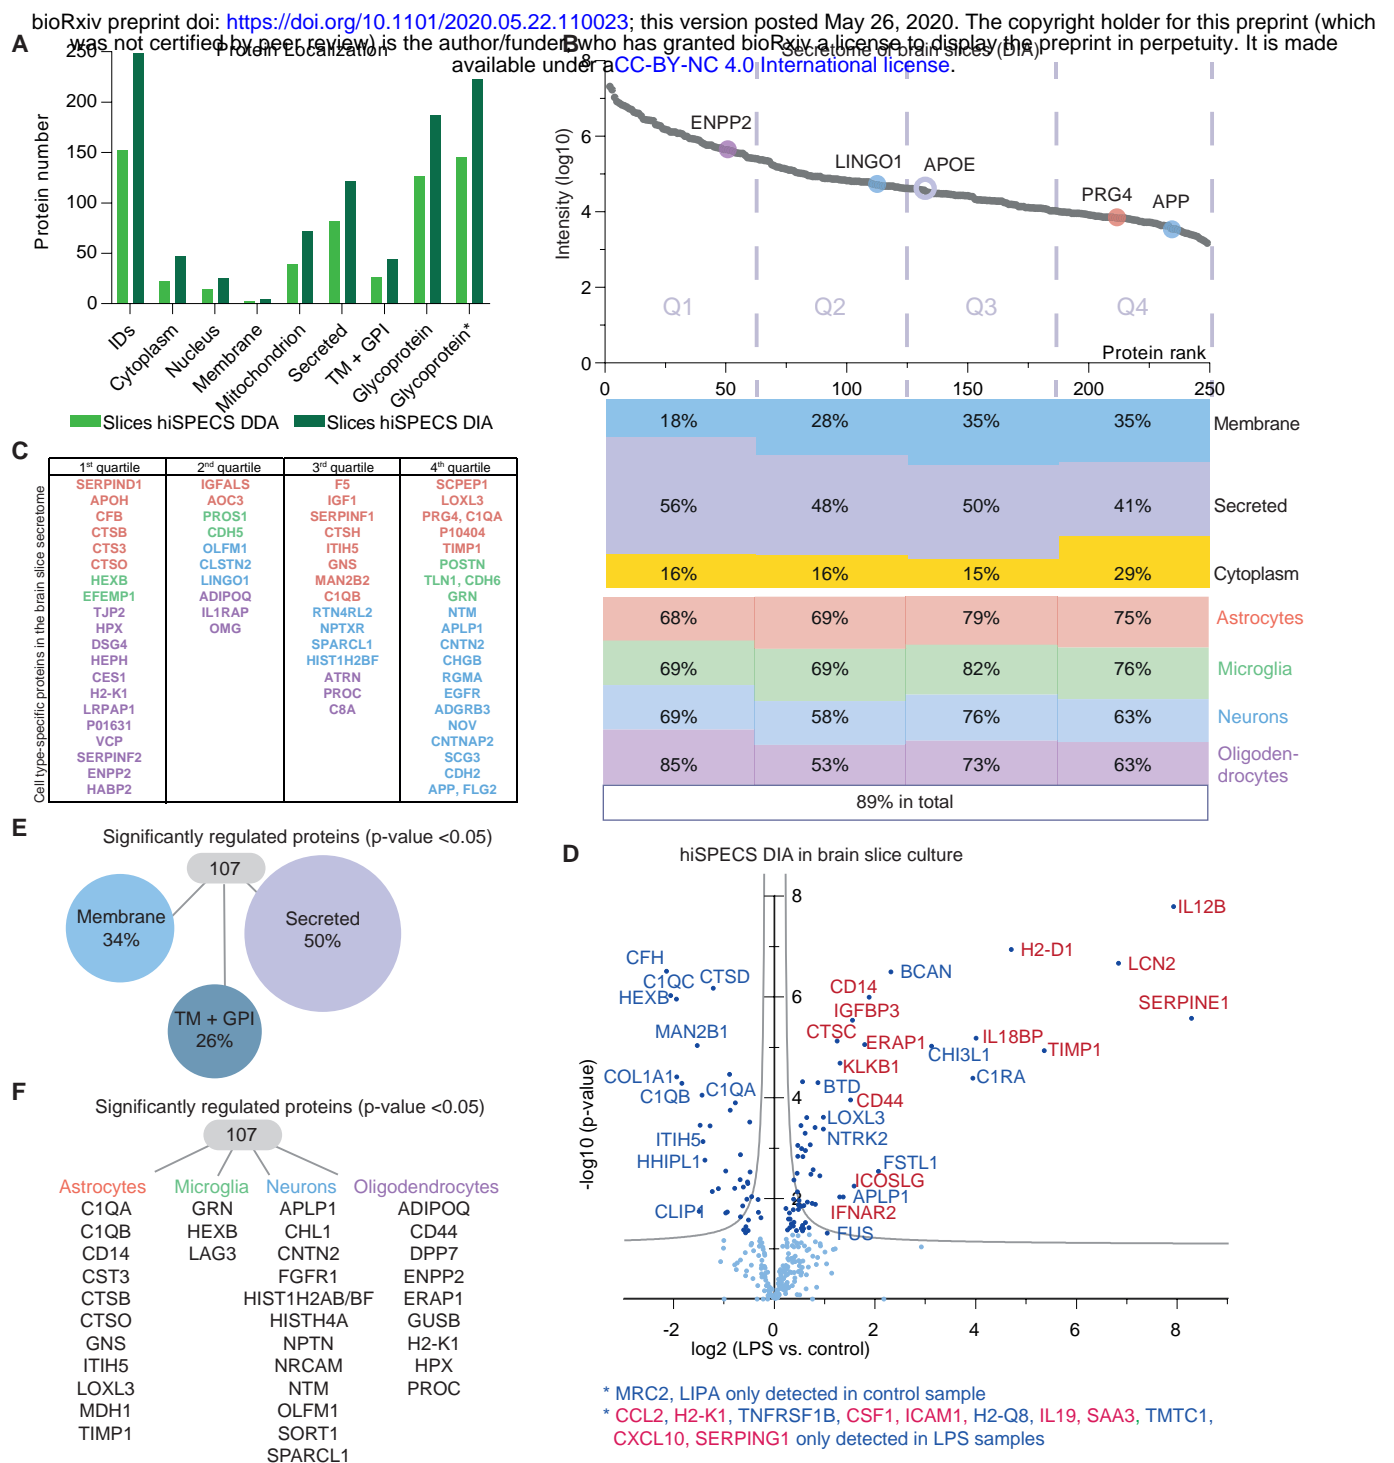 bioRxiv preprint doi: https://doi.org/10.1101/2020.05.22.110023; this version posted May 26, 2020. The copyright holder for this preprint (which
was not certified by peer review) is the author/funder, who has granted bioRxiv a license to display the preprint in perpetuity. It is made
available under aCC-BY-NC 4.0 International license.
A
Protein Localization
Protein number
250
200
150
100
50
0
IDs
Cytoplasm
Nucleus
Membrane
Mitochondrion
Secreted
TM + GPI
Glycoprotein
Glycoprotein*
Slices hiSPECS DDA
Slices hiSPECS DIA
B
Secretome of brain slices (DIA)
Intensity (log10)
8
6
4
2
0
ENPP2
LINGO1
APOE
PRG4
APP
Q1
Q2
Q3
Q4
Protein rank
0
50
100
150
200
250
18%
28%
35%
35%
Membrane
56%
48%
50%
41%
Secreted
16%
16%
15%
29%
Cytoplasm
68%
69%
79%
75%
Astrocytes
69%
69%
82%
76%
Microglia
69%
58%
76%
63%
Neurons
85%
53%
73%
63%
Oligoden-
drocytes
89% in total
C
Cell type-specific proteins in the brain slice secretome
1st quartile
SERPIND1
APOH
CFB
CTSB
CTS3
CTSO
HEXB
EFEMP1
TJP2
HPX
DSG4
HEPH
CES1
H2-K1
LRPAP1
P01631
VCP
SERPINF2
ENPP2
HABP2
2nd quartile
IGFALS
AOC3
PROS1
CDH5
OLFM1
CLSTN2
LINGO1
ADIPOQ
IL1RAP
OMG
3rd quartile
F5
IGF1
SERPINF1
CTSH
ITIH5
GNS
MAN2B2
C1QB
RTN4RL2
NPTXR
SPARCL1
HIST1H2BF
ATRN
PROC
C8A
4th quartile
SCPEP1
LOXL3
PRG4, C1QA
P10404
TIMP1
POSTN
TLN1, CDH6
GRN
NTM
APLP1
CNTN2
CHGB
RGMA
EGFR
ADGRB3
NOV
CNTNAP2
SCG3
CDH2
APP, FLG2
E
Significantly regulated proteins (p-value <0.05)
107
Membrane
34%
Secreted
50%
TM + GPI
26%
F
Significantly regulated proteins (p-value <0.05)
107
Astrocytes
C1QA
C1QB
CD14
CST3
CTSB
CTSO
GNS
ITIH5
LOXL3
MDH1
TIMP1
Microglia
GRN
HEXB
LAG3
Neurons
APLP1
CHL1
CNTN2
FGFR1
HIST1H2AB/BF
HISTH4A
NPTN
NRCAM
NTM
OLFM1
SORT1
SPARCL1
Oligodendrocytes
ADIPOQ
CD44
DPP7
ENPP2
ERAP1
GUSB
H2-K1
HPX
PROC
D
hiSPECS DIA in brain slice culture
-log10 (p-value)
8
6
4
2
IL12B
H2-D1
LCN2
CFH
BCAN
C1QC
CTSD
CD14
HEXB
SERPINE1
IGFBP3
MAN2B1
CTSC
ERAP1
IL18BP
TIMP1
CHI3L1
KLKB1
COL1A1
C1QA
BTD
C1RA
C1QB
CD44
LOXL3
ITIH5
NTRK2
HHIPL1
FSTL1
ICOSLG
APLP1
CLIP1
IFNAR2
FUS
-2
0
2
4
6
8
log2 (LPS vs. control)
* MRC2, LIPA only detected in control sample
* CCL2, H2-K1, TNFRSF1B, CSF1, ICAM1, H2-Q8, IL19, SAA3, TMTC1,
CXCL10, SERPING1 only detected in LPS samples